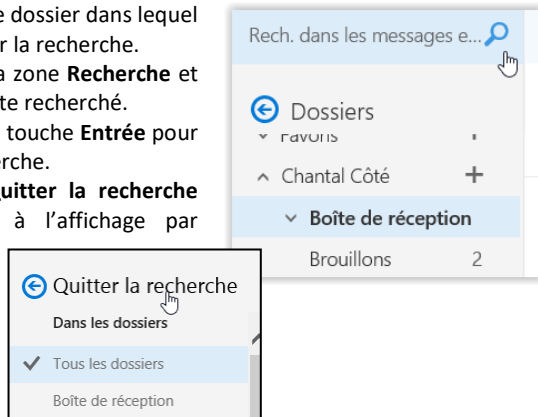 e dossier dans lequel
r la recherche.
a zone Recherche et
te recherché.
touche Entrée pour
erche.
uitter la recherche
à l’affichage par
Rech. dans les messages e...
Dossiers
Favoris
Chantal Côté +
Boîte de réception
Brouillons 2
Quitter la recherche
Dans les dossiers
Tous les dossiers
Boîte de réception